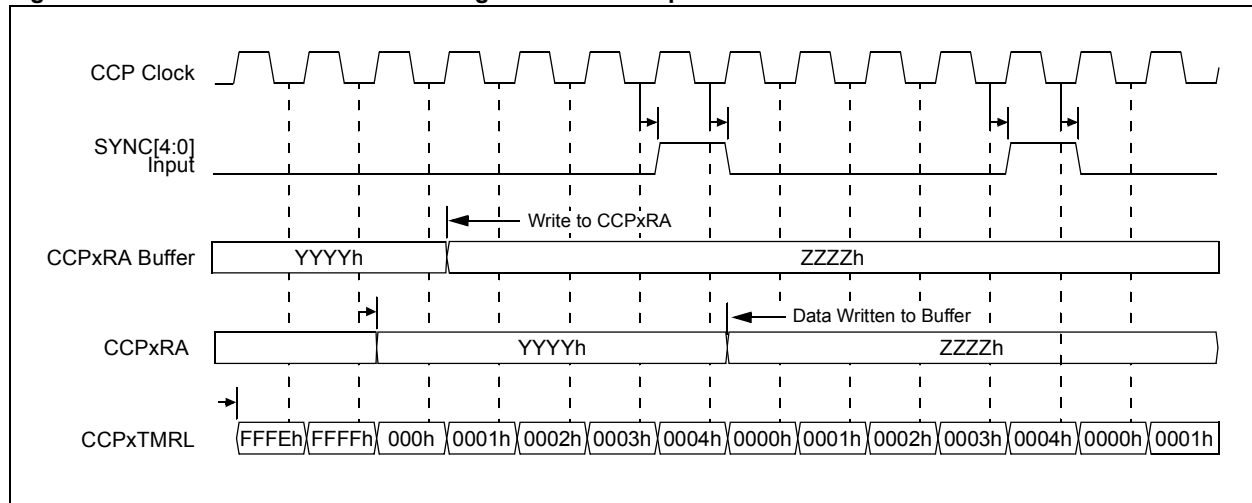 CCP Clock
SYNC[4:0]
Input
Write to CCPxRA
CCPxRA Buffer YYYYh ZZZZh
Data Written to Buffer
CCPxRA YYYYh ZZZZh
CCPxTMRL FFFEh FFFFh 000h 0001h 0002h 0003h 0004h 0000h 0001h 0002h 0003h 0004h 0000h 0001h